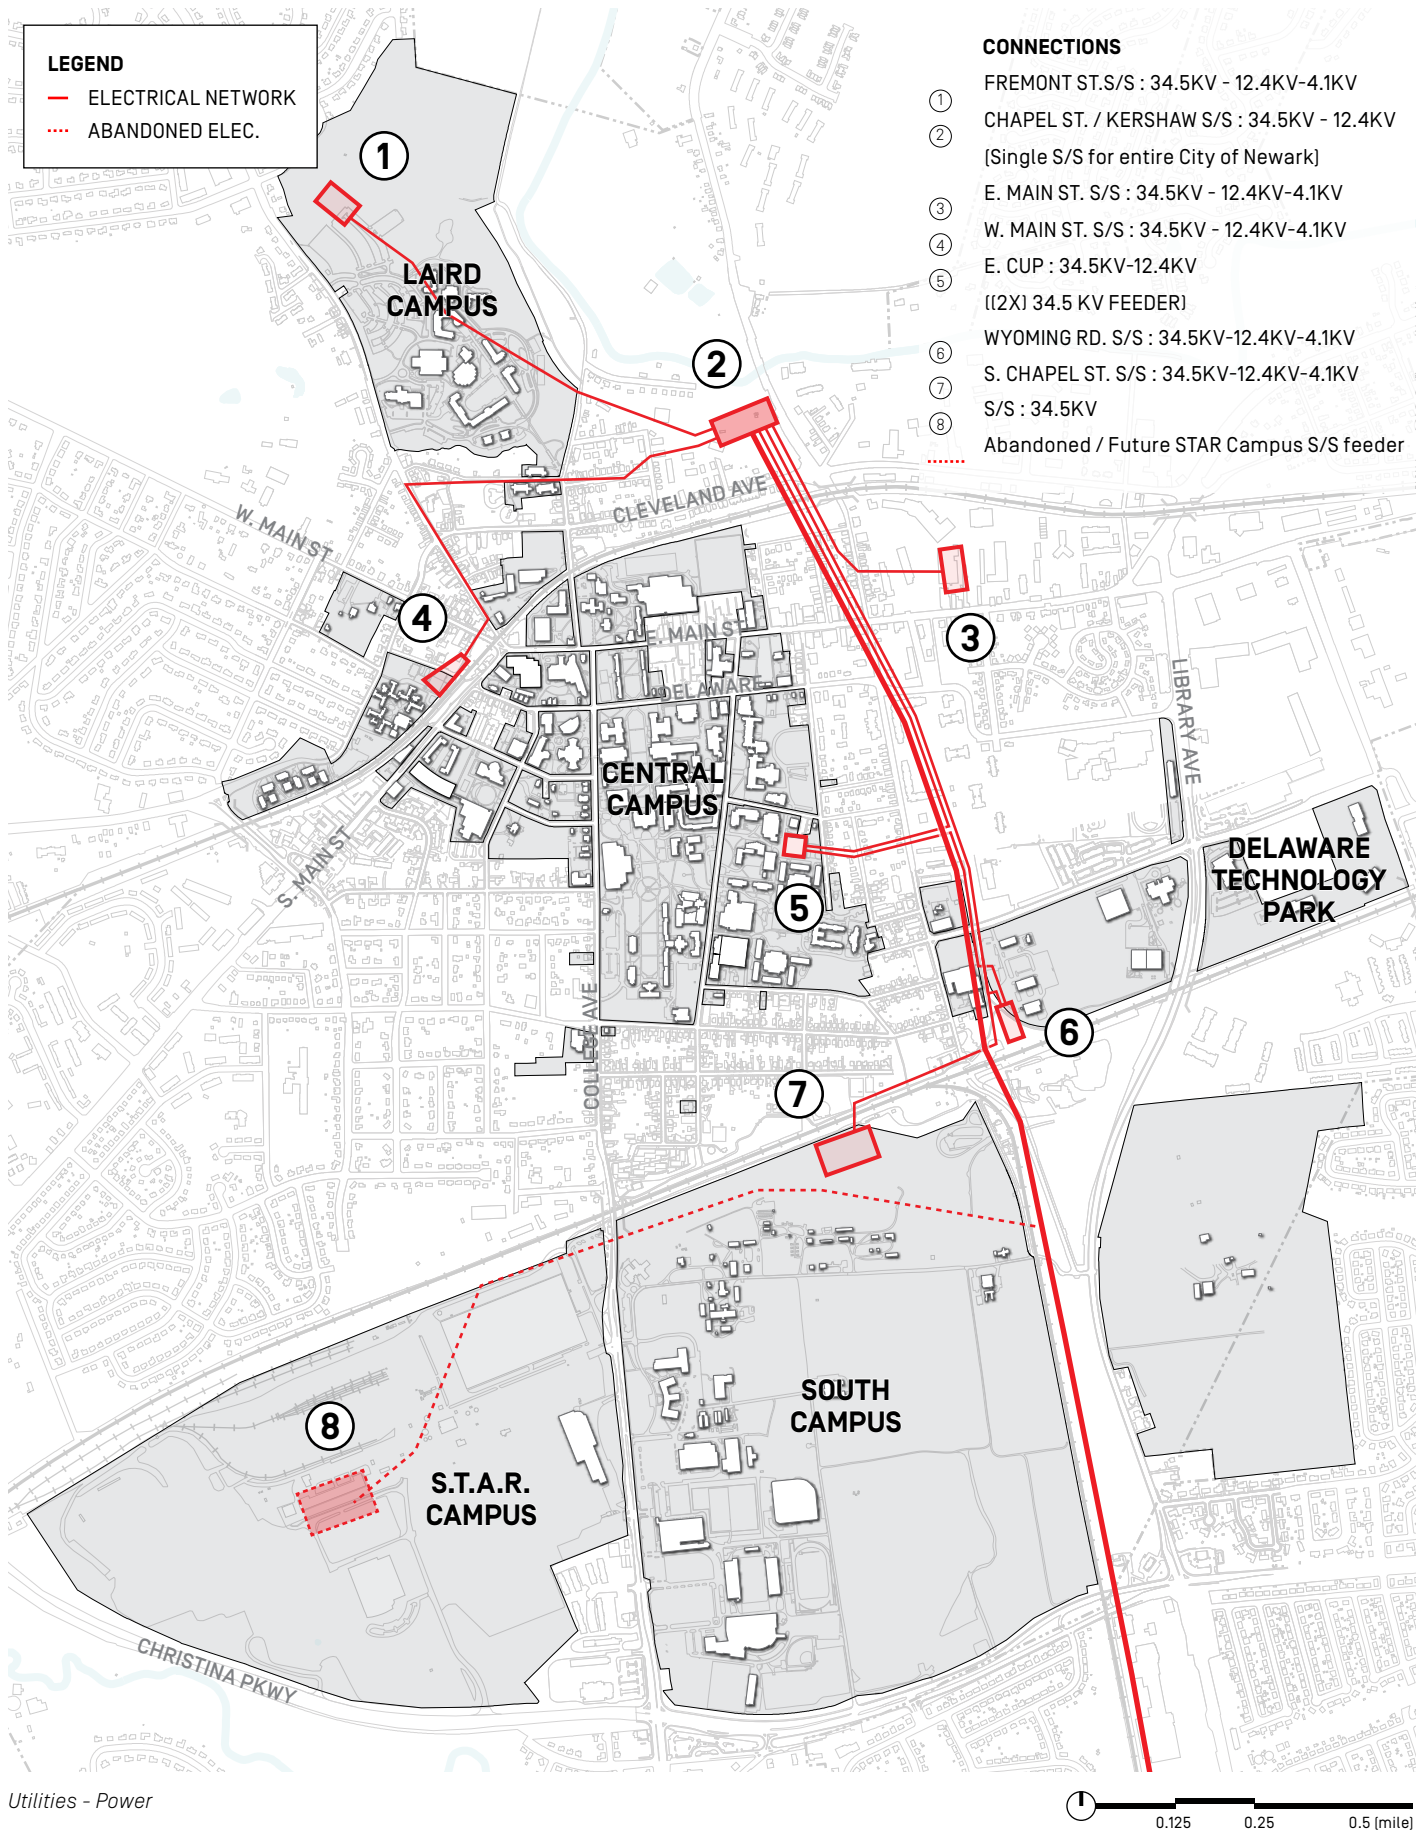 LEGEND
ELECTRICAL NETWORK
ABANDONED ELEC.
CONNECTIONS
1 FREMONT ST.S/S : 34.5KV - 12.4KV-4.1KV
2 CHAPEL ST. / KERSHAW S/S : 34.5KV - 12.4KV
(Single S/S for entire City of Newark)
3 E. MAIN ST. S/S : 34.5KV - 12.4KV-4.1KV
4 W. MAIN ST. S/S : 34.5KV - 12.4KV-4.1KV
5 E. CUP : 34.5KV-12.4KV
((2X) 34.5 KV FEEDER)
6 WYOMING RD. S/S : 34.5KV-12.4KV-4.1KV
7 S. CHAPEL ST. S/S : 34.5KV-12.4KV-4.1KV
8 S/S : 34.5KV
Abandoned / Future STAR Campus S/S feeder
1
LAIRD
CAMPUS
2
CLEVELAND AVE
W. MAIN ST
4
E. MAIN ST
3
DELAWARE
LIBRARY AVE
CENTRAL
CAMPUS
S. MAIN ST
DELAWARE
TECHNOLOGY
PARK
5
COLLEGE AVE
6
7
SOUTH
CAMPUS
8
S.T.A.R.
CAMPUS
CHRISTINA PKWY
Utilities - Power
0.125
0.25
0.5 (mile)